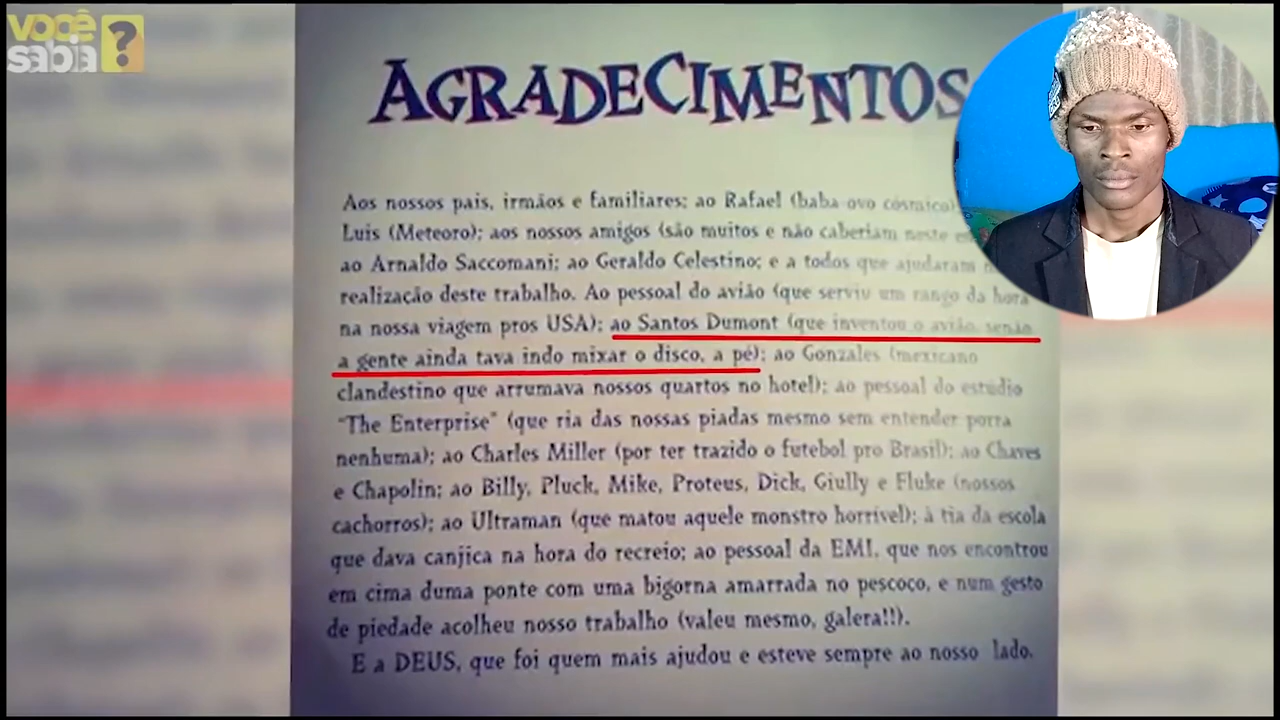 você
sabia?
AGRADECIMENTOS
Aos nossos pais, irmãos e familiares; ao Rafael (baba-ovo cósmico)
Luis (Meteoro); aos nossos amigos (são muitos e não caberiam neste
ao Arnaldo Saccomani; ao Geraldo Celestino; e a todos que ajudaram
realização deste trabalho. Ao pessoal do avião (que serviu um rango da hora
na nossa viagem pros USA); ao Santos Dumont (que inventou o avião, senão
a gente ainda tava indo mixar o disco, a pé); ao Gonzales (mexicano
clandestino que arrumava nossos quartos no hotel); ao pessoal do estúdio
"The Enterprise" (que ria das nossas piadas mesmo sem entender porra
nenhuma); ao Charles Miller (por ter trazido o futebol pro Brasil); ao Chaves
e Chapolin; ao Billy, Pluck, Mike, Proteus, Dick, Giully e Fluke (nossos
cachorros); ao Ultraman (que matou aquele monstro horrível); à tia da escola
que dava canjica na hora do recreio; ao pessoal da EMI, que nos encontrou
em cima duma ponte com uma bigorna amarrada no pescoço, e num gesto
de piedade acolheu nosso trabalho (valeu mesmo, galera!!).
E a DEUS, que foi quem mais ajudou e esteve sempre ao nosso lado.